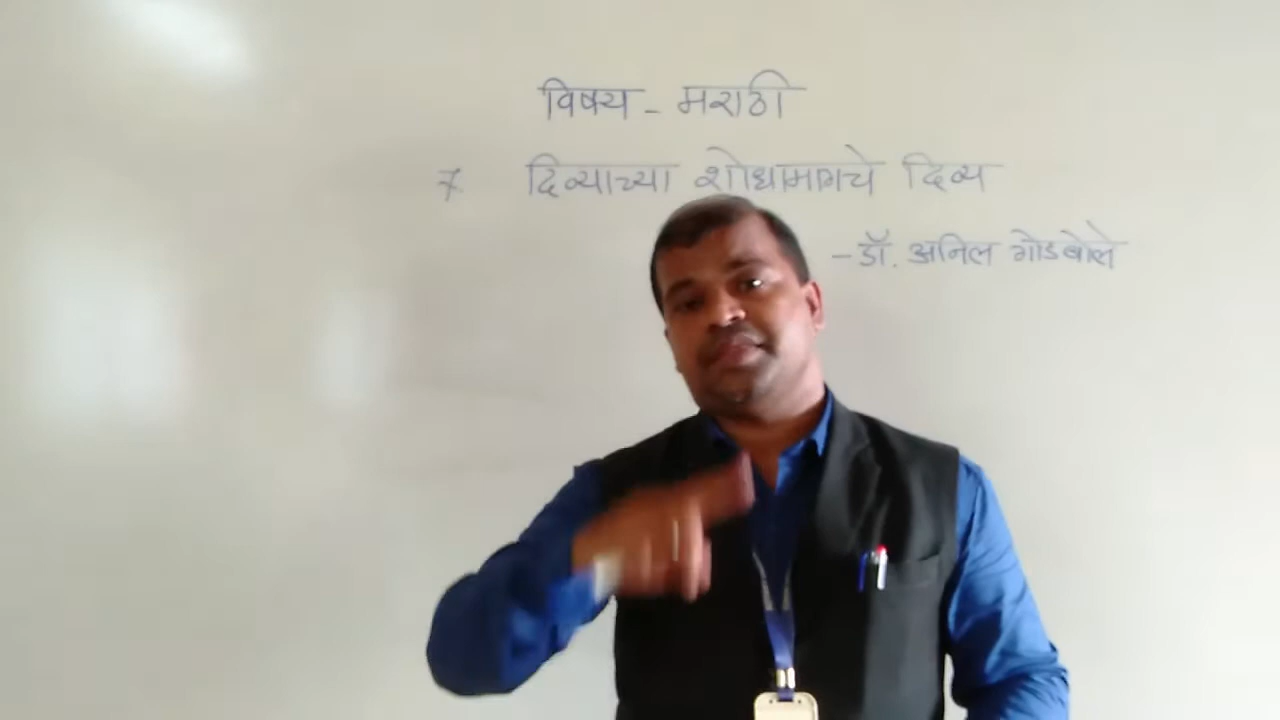 विषय - मराठी
7. दिव्याच्या शोधामागचे दिव्य
- डॉ. अनिल गोडबोले